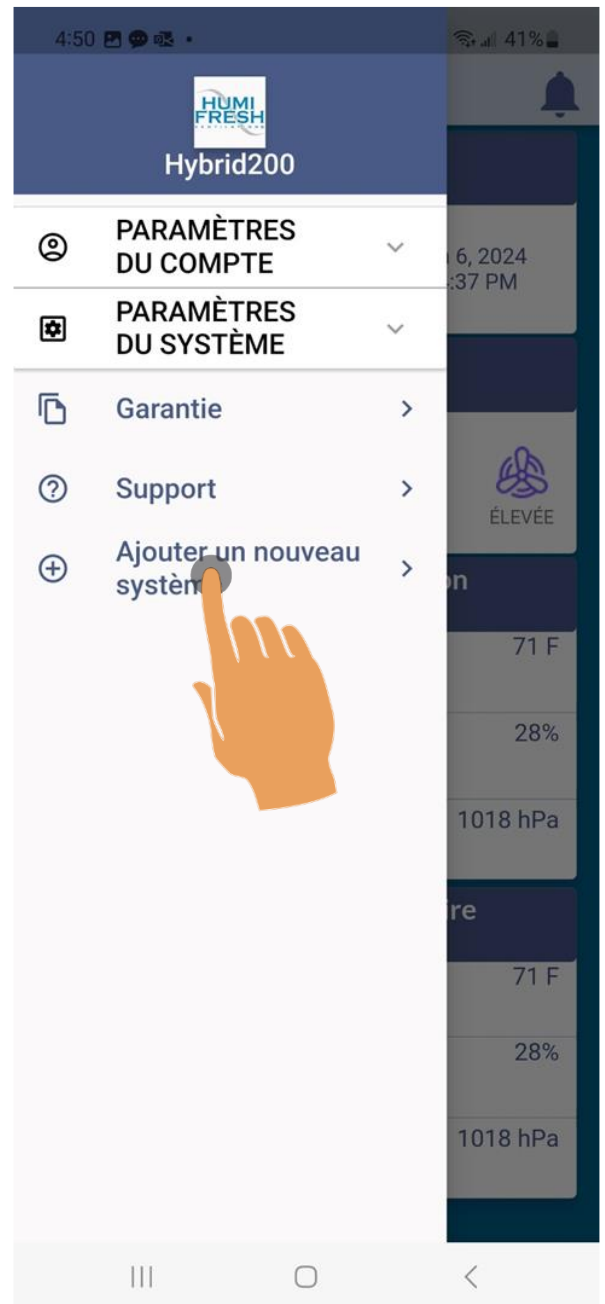 4:50
41%
HUMI
FRESH
Hybrid200
PARAMÈTRES
DU COMPTE
6, 2024
:37 PM
PARAMÈTRES
DU SYSTÈME
Garantie
Support
ÉLEVÉE
Ajouter un nouveau
systèm
on
71 F
28%
1018 hPa
ire
71 F
28%
1018 hPa